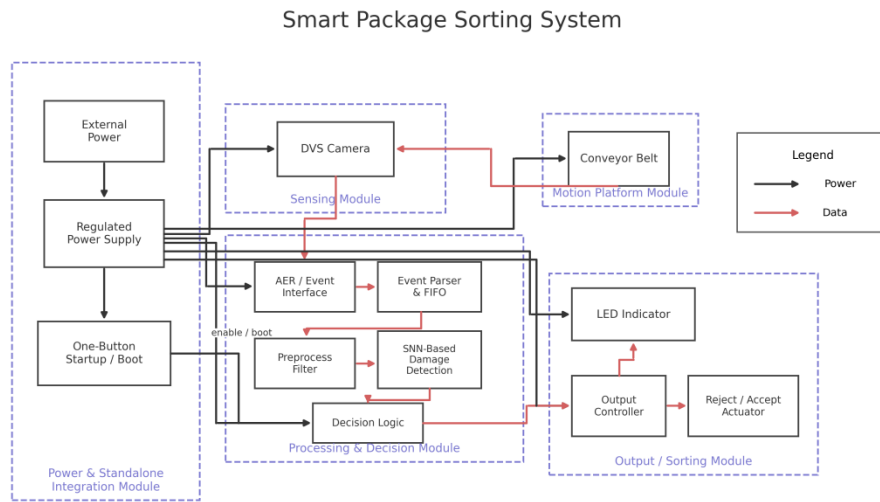 Smart Package Sorting System
External
Power
Regulated
Power Supply
One-Button
Startup / Boot
Power & Standalone
Integration Module
DVS Camera
Sensing Module
Conveyor Belt
Motion Platform Module
Legend
Power
Data
AER / Event
Interface
Event Parser
& FIFO
enable / boot
Preprocess
Filter
SNN-Based
Damage
Detection
Decision Logic
Processing & Decision Module
LED Indicator
Output
Controller
Reject / Accept
Actuator
Output / Sorting Module